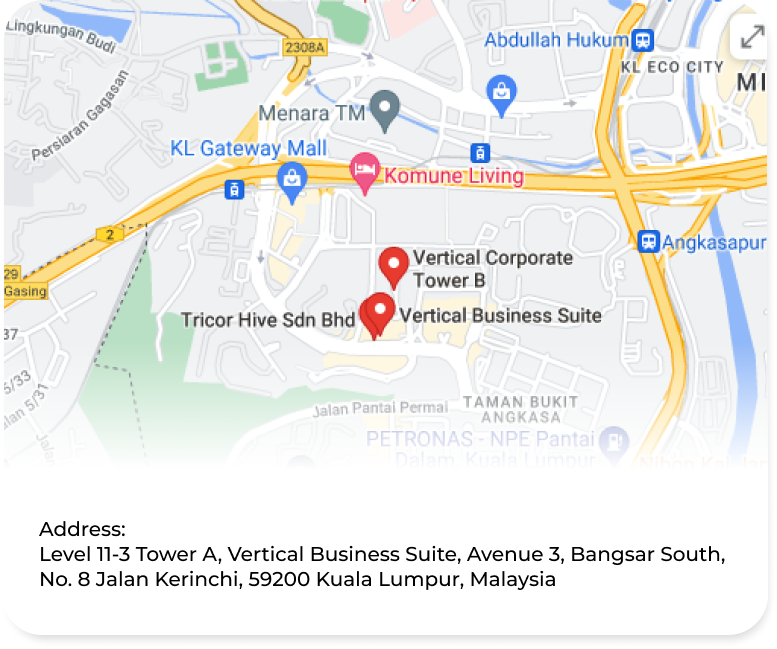 Lingkungan Budi
2308A
Abdullah Hukum
KL ECO CITY
MI
Persiaran Gagasan
Menara TM
KL Gateway Mall
Komune Living
2
Angkasapur
Vertical Corporate
Tower B
29
Gasing
Tricor Hive Sdn Bhd
Vertical Business Suite
37
5/33
lan 5/31
Jalan
TAMAN BUKIT
ANGKASA
Jalan Pantai Permai
PETRONAS - NPE Pantai
Dalam, Kuala Lumpur
Address:
Level 11-3 Tower A, Vertical Business Suite, Avenue 3, Bangsar South,
No. 8 Jalan Kerinchi, 59200 Kuala Lumpur, Malaysia